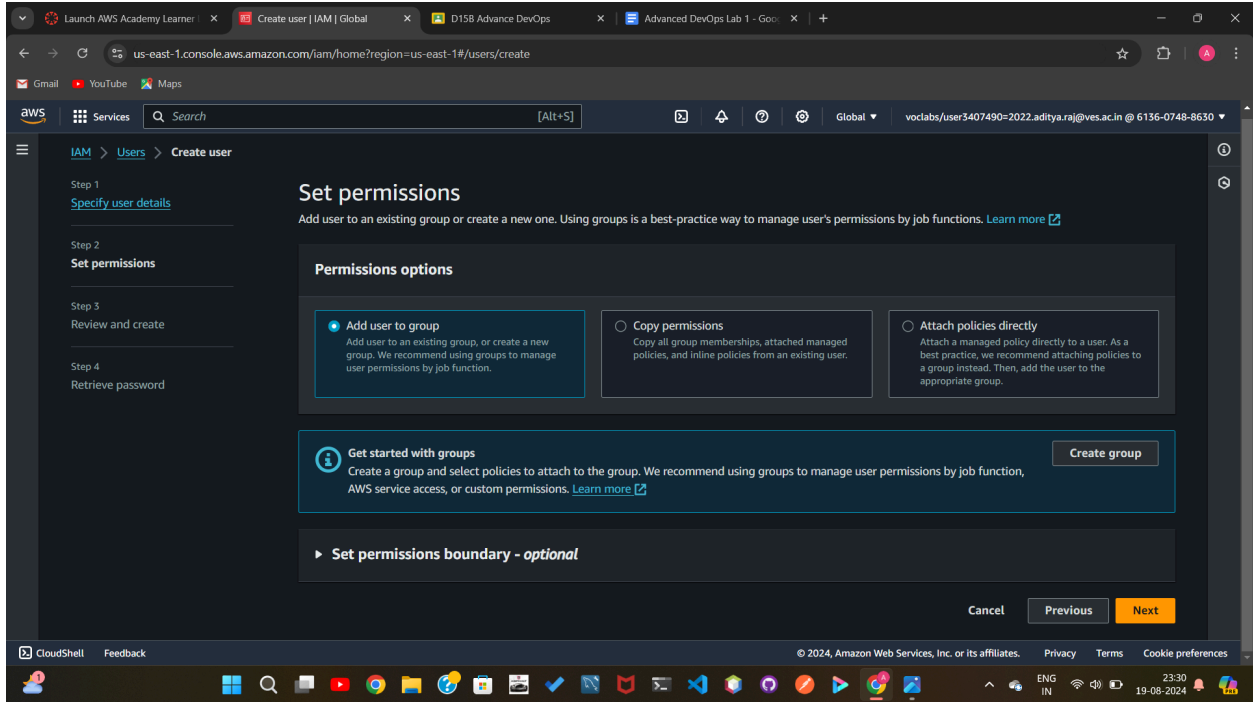 Launch AWS Academy Learner
Create user | IAM | Global
D15B Advance DevOps
Advanced DevOps Lab 1 - Goo
us-east-1.console.aws.amazon.com/iam/home?region=us-east-1#/users/create
A
Gmail
YouTube
Maps
aws
Services
Search
[Alt+S]
Global
voclabs/user3407490=2022.aditya.raj@ves.ac.in @ 6136-0748-8630
IAM > Users > Create user
Step 1
Specify user details
Step 2
Set permissions
Step 3
Review and create
Step 4
Retrieve password
Set permissions
Add user to an existing group or create a new one. Using groups is a best-practice way to manage user's permissions by job functions. Learn more
Permissions options
Add user to group
Add user to an existing group, or create a new
group. We recommend using groups to manage
user permissions by job function.
Copy permissions
Copy all group memberships, attached managed
policies, and inline policies from an existing user.
Attach policies directly
Attach a managed policy directly to a user. As a
best practice, we recommend attaching policies to
a group instead. Then, add the user to the
appropriate group.
Get started with groups
Create a group and select policies to attach to the group. We recommend using groups to manage user permissions by job function,
AWS service access, or custom permissions. Learn more
Create group
Set permissions boundary - optional
Cancel
Previous
Next
CloudShell
Feedback
© 2024, Amazon Web Services, Inc. or its affiliates.
Privacy
Terms
Cookie preferences
1
ENG
IN
23:30
19-08-2024
PRE